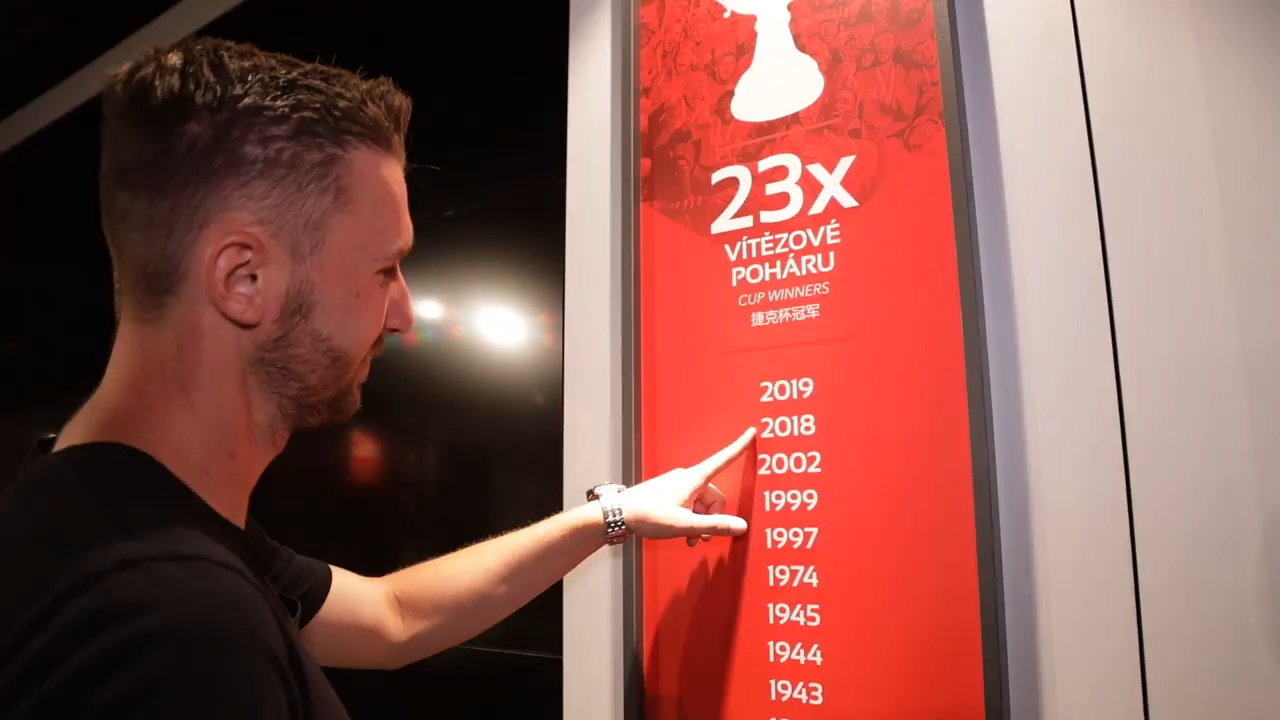 23x
VÍTĚZOVÉ
POHÁRU
CUP WINNERS
捷克杯冠军
2019
2018
2002
1999
1997
1974
1945
1944
1943